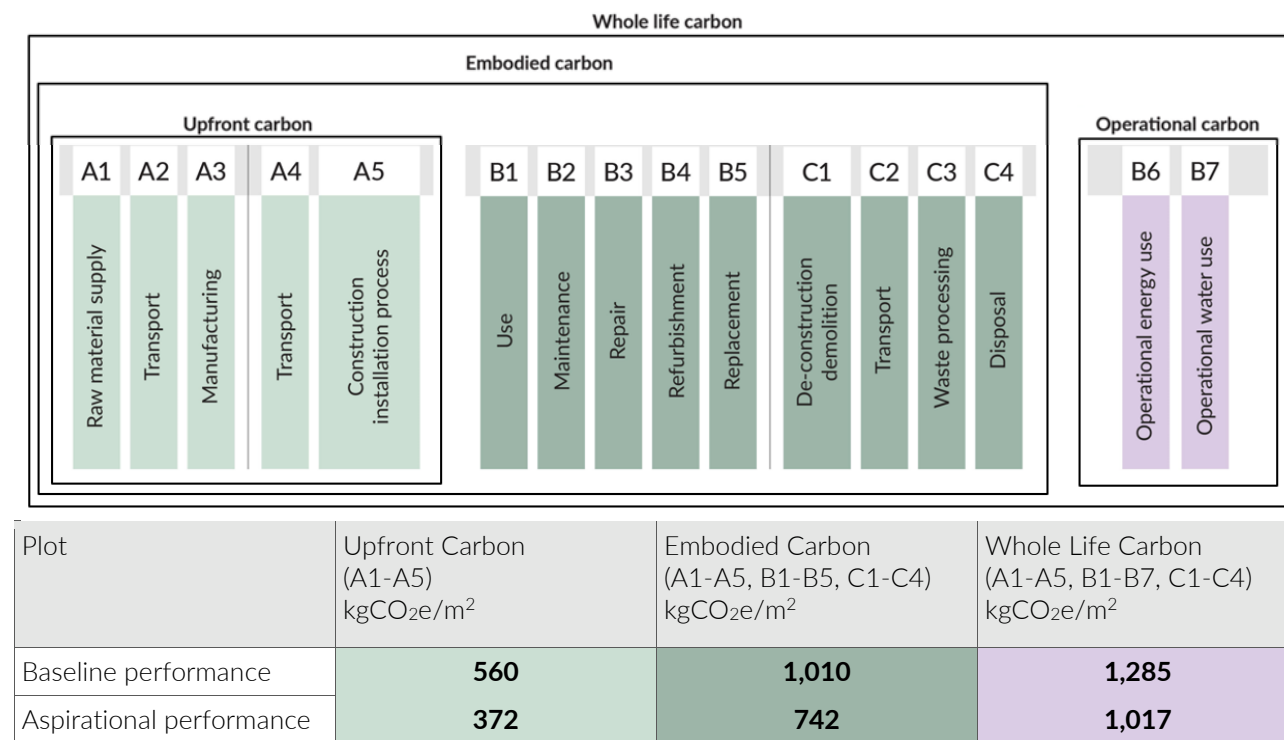 Whole life carbon
Embodied carbon
Upfront carbon
Operational carbon
A1 A2 A3 A4 A5 B1 B2 B3 B4 B5 C1 C2 C3 C4 B6 B7
Raw material supply
Transport
Manufacturing
Transport
Construction
installation process
Use
Maintenance
Repair
Refurbishment
Replacement
De-construction
demolition
Transport
Waste processing
Disposal
Operational energy use
Operational water use
Plot
Upfront Carbon
(A1-A5)
kgCO₂e/m²
Embodied Carbon
(A1-A5, B1-B5, C1-C4)
kgCO₂e/m²
Whole Life Carbon
(A1-A5, B1-B7, C1-C4)
kgCO₂e/m²
Baseline performance 560 1,010 1,285
Aspirational performance 372 742 1,017